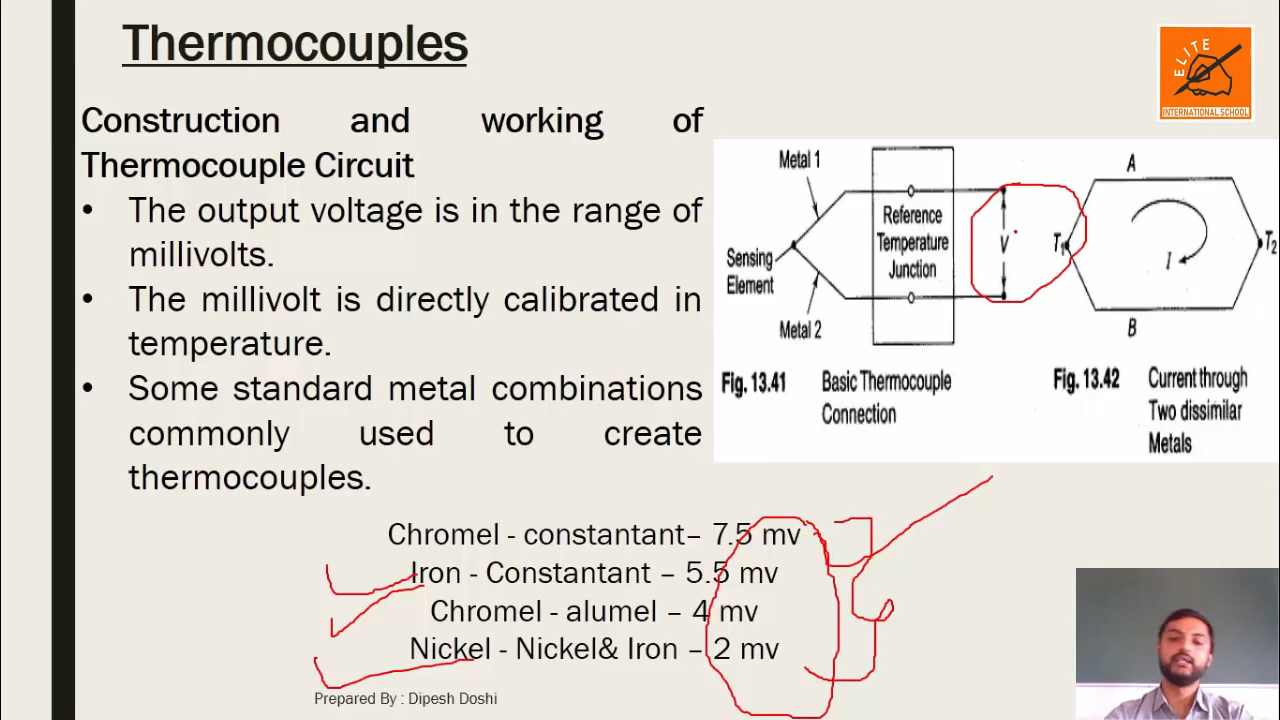 Thermocouples
ELITE
INTERNATIONAL SCHOOL
Construction and working of
Thermocouple Circuit
• The output voltage is in the range of
millivolts.
• The millivolt is directly calibrated in
temperature.
• Some standard metal combinations
commonly used to create
thermocouples.
Metal 1
Reference
Temperature
Junction
Sensing
Element
Metal 2
V
A
T1
T2
I
B
Fig. 13.41 Basic Thermocouple
Connection
Fig. 13.42 Current through
Two dissimilar
Metals
Chromel - constantant– 7.5 mv
Iron - Constantant – 5.5 mv
Chromel - alumel – 4 mv
Nickel - Nickel& Iron – 2 mv
Prepared By : Dipesh Doshi